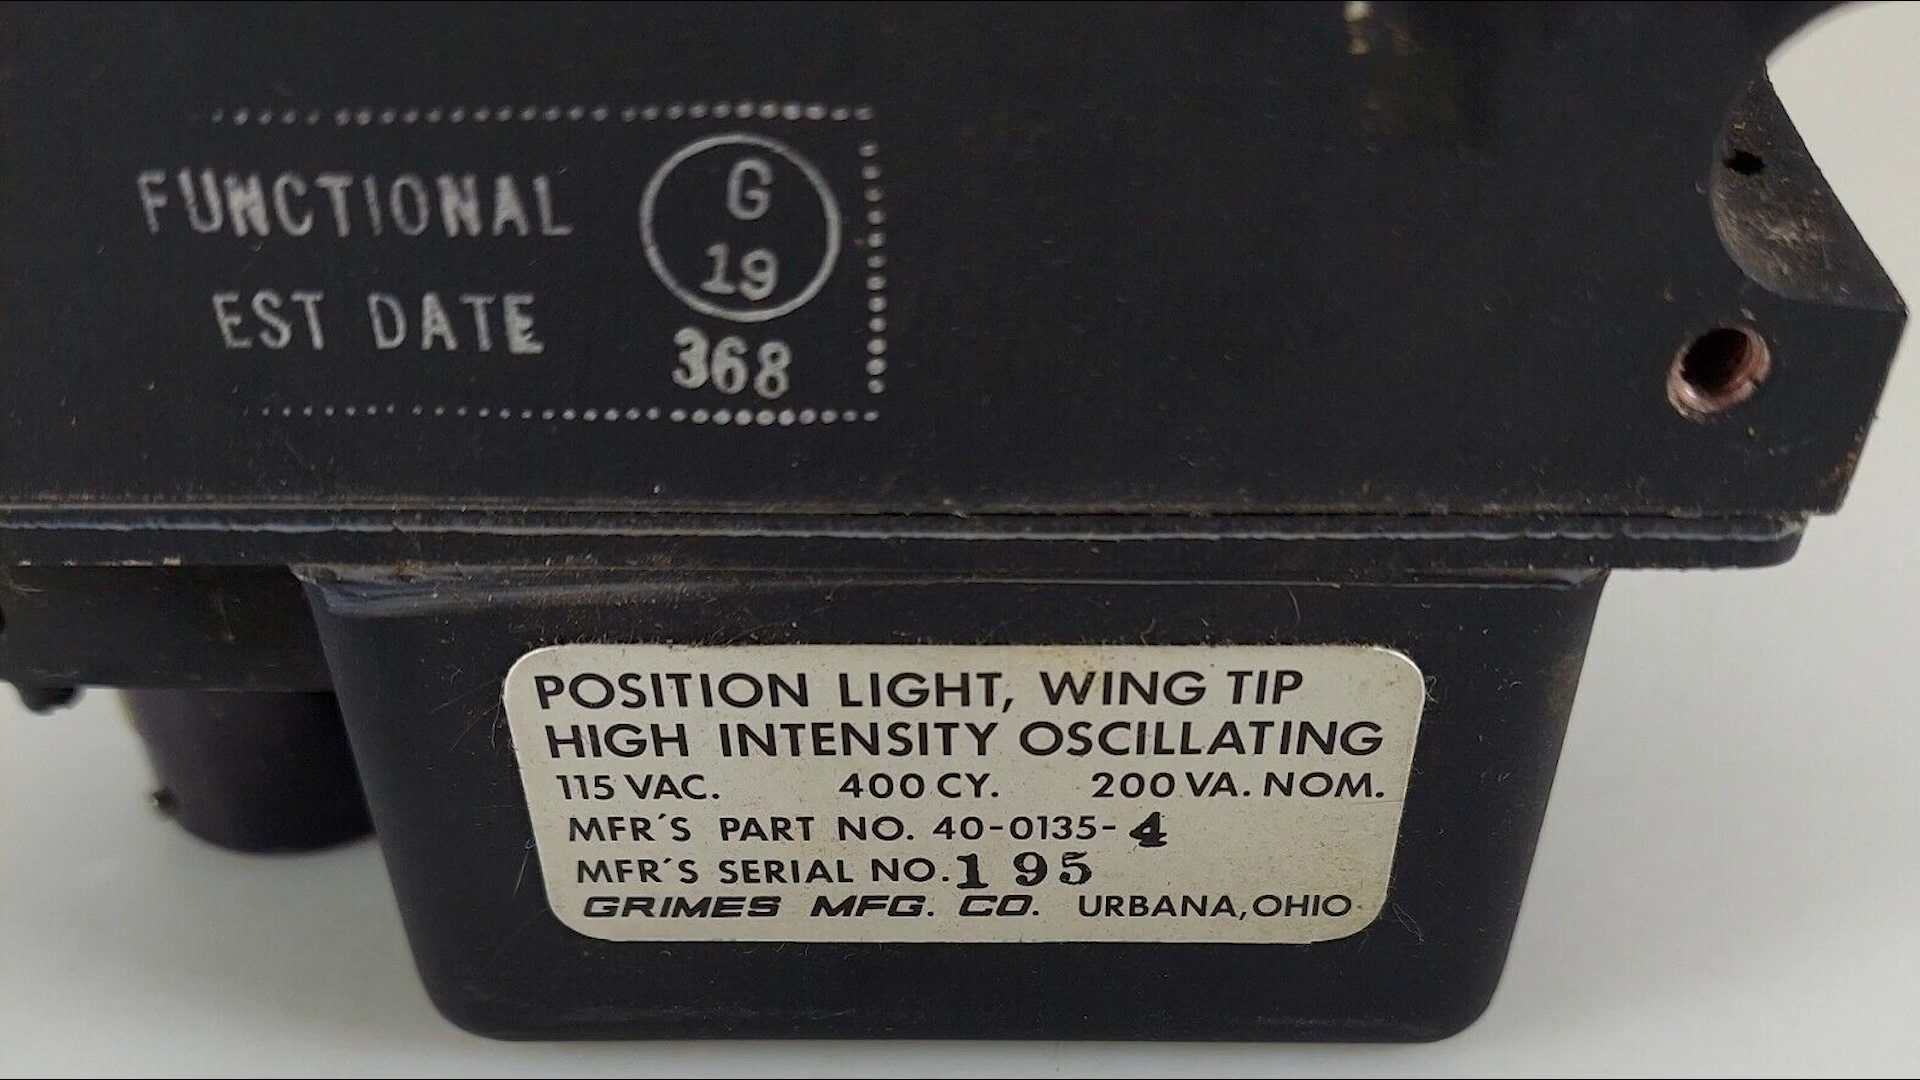 FUNCTIONAL
EST DATE
G
19
368
POSITION LIGHT, WING TIP
HIGH INTENSITY OSCILLATING
115 VAC. 400 CY. 200 VA. NOM.
MFR'S PART NO. 40-0135-4
MFR'S SERIAL NO. 195
GRIMES MFG. CO. URBANA, OHIO